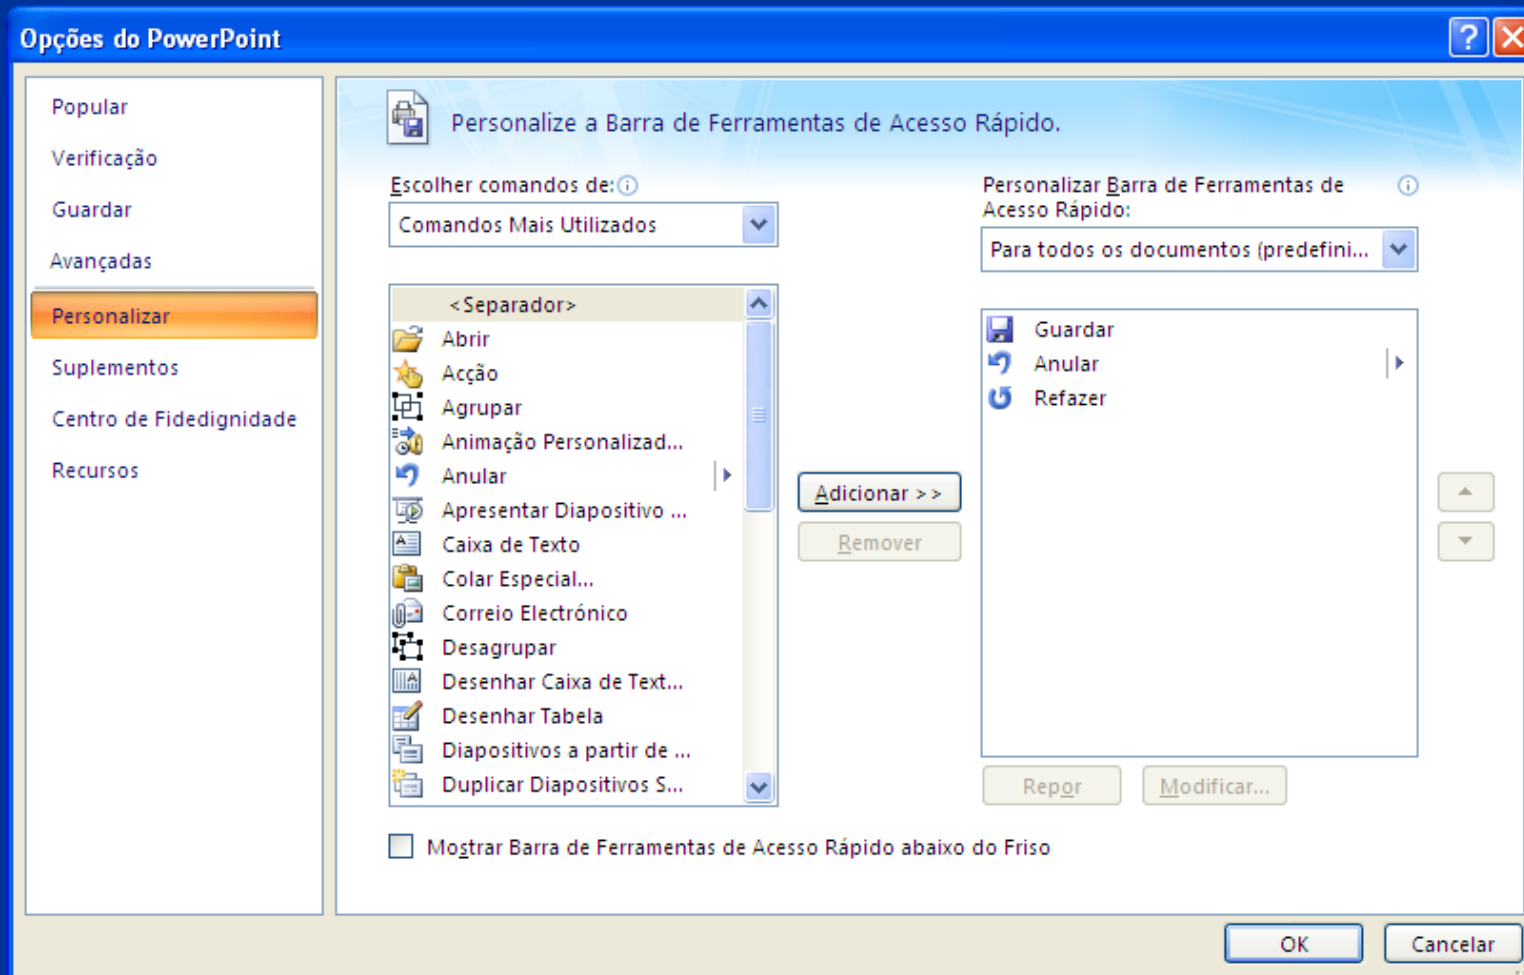 Opções do PowerPoint
Popular
Verificação
Guardar
Avançadas
Personalizar
Suplementos
Centro de Fidedignidade
Recursos
Personalize a Barra de Ferramentas de Acesso Rápido.
Escolher comandos de:
Comandos Mais Utilizados
<Separador>
Abrir
Acção
Agrupar
Animação Personalizad...
Anular
Apresentar Diapositivo ...
Caixa de Texto
Colar Especial...
Correio Electrónico
Desagrupar
Desenhar Caixa de Text...
Desenhar Tabela
Diapositivos a partir de ...
Duplicar Diapositivos S...
Adicionar >>
Remover
Personalizar Barra de Ferramentas de
Acesso Rápido:
Para todos os documentos (predefini...
Guardar
Anular
Refazer
Repor
Modificar...
Mostrar Barra de Ferramentas de Acesso Rápido abaixo do Friso
OK
Cancelar